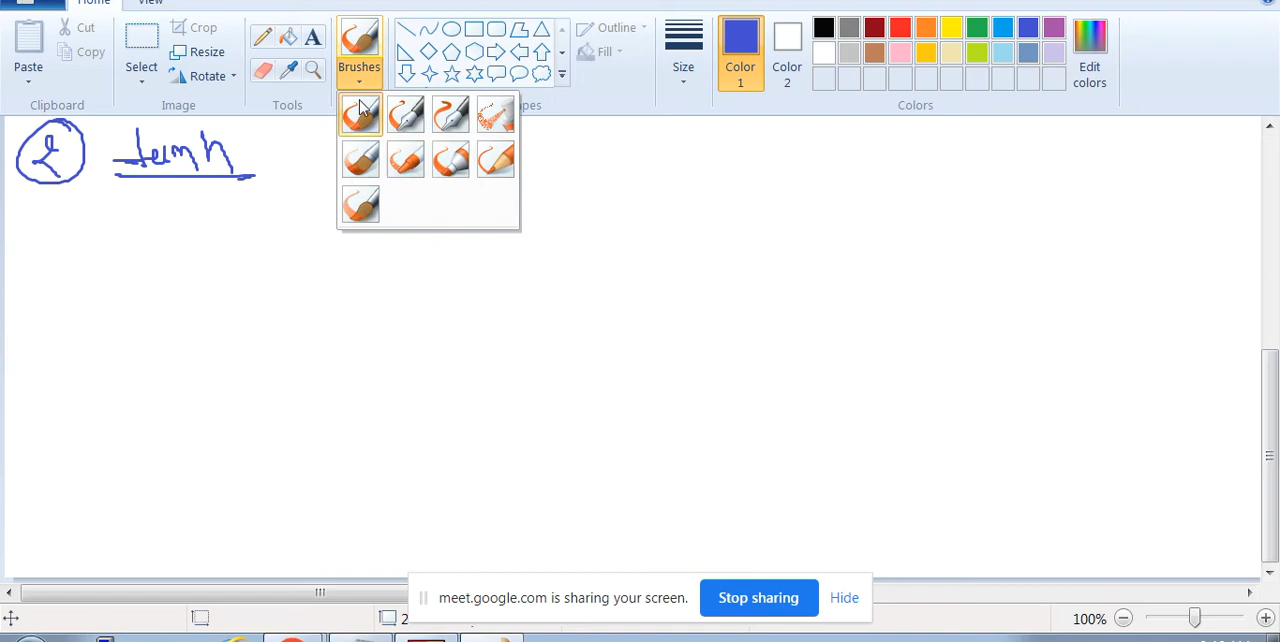 Home
View
Cut
Copy
Paste
Clipboard
Crop
Resize
Rotate
Select
Image
A
Tools
Brushes
Outline
Fill
Size
Color
1
Color
2
Edit
colors
Colors
2
meet.google.com is sharing your screen.
Stop sharing
Hide
100%